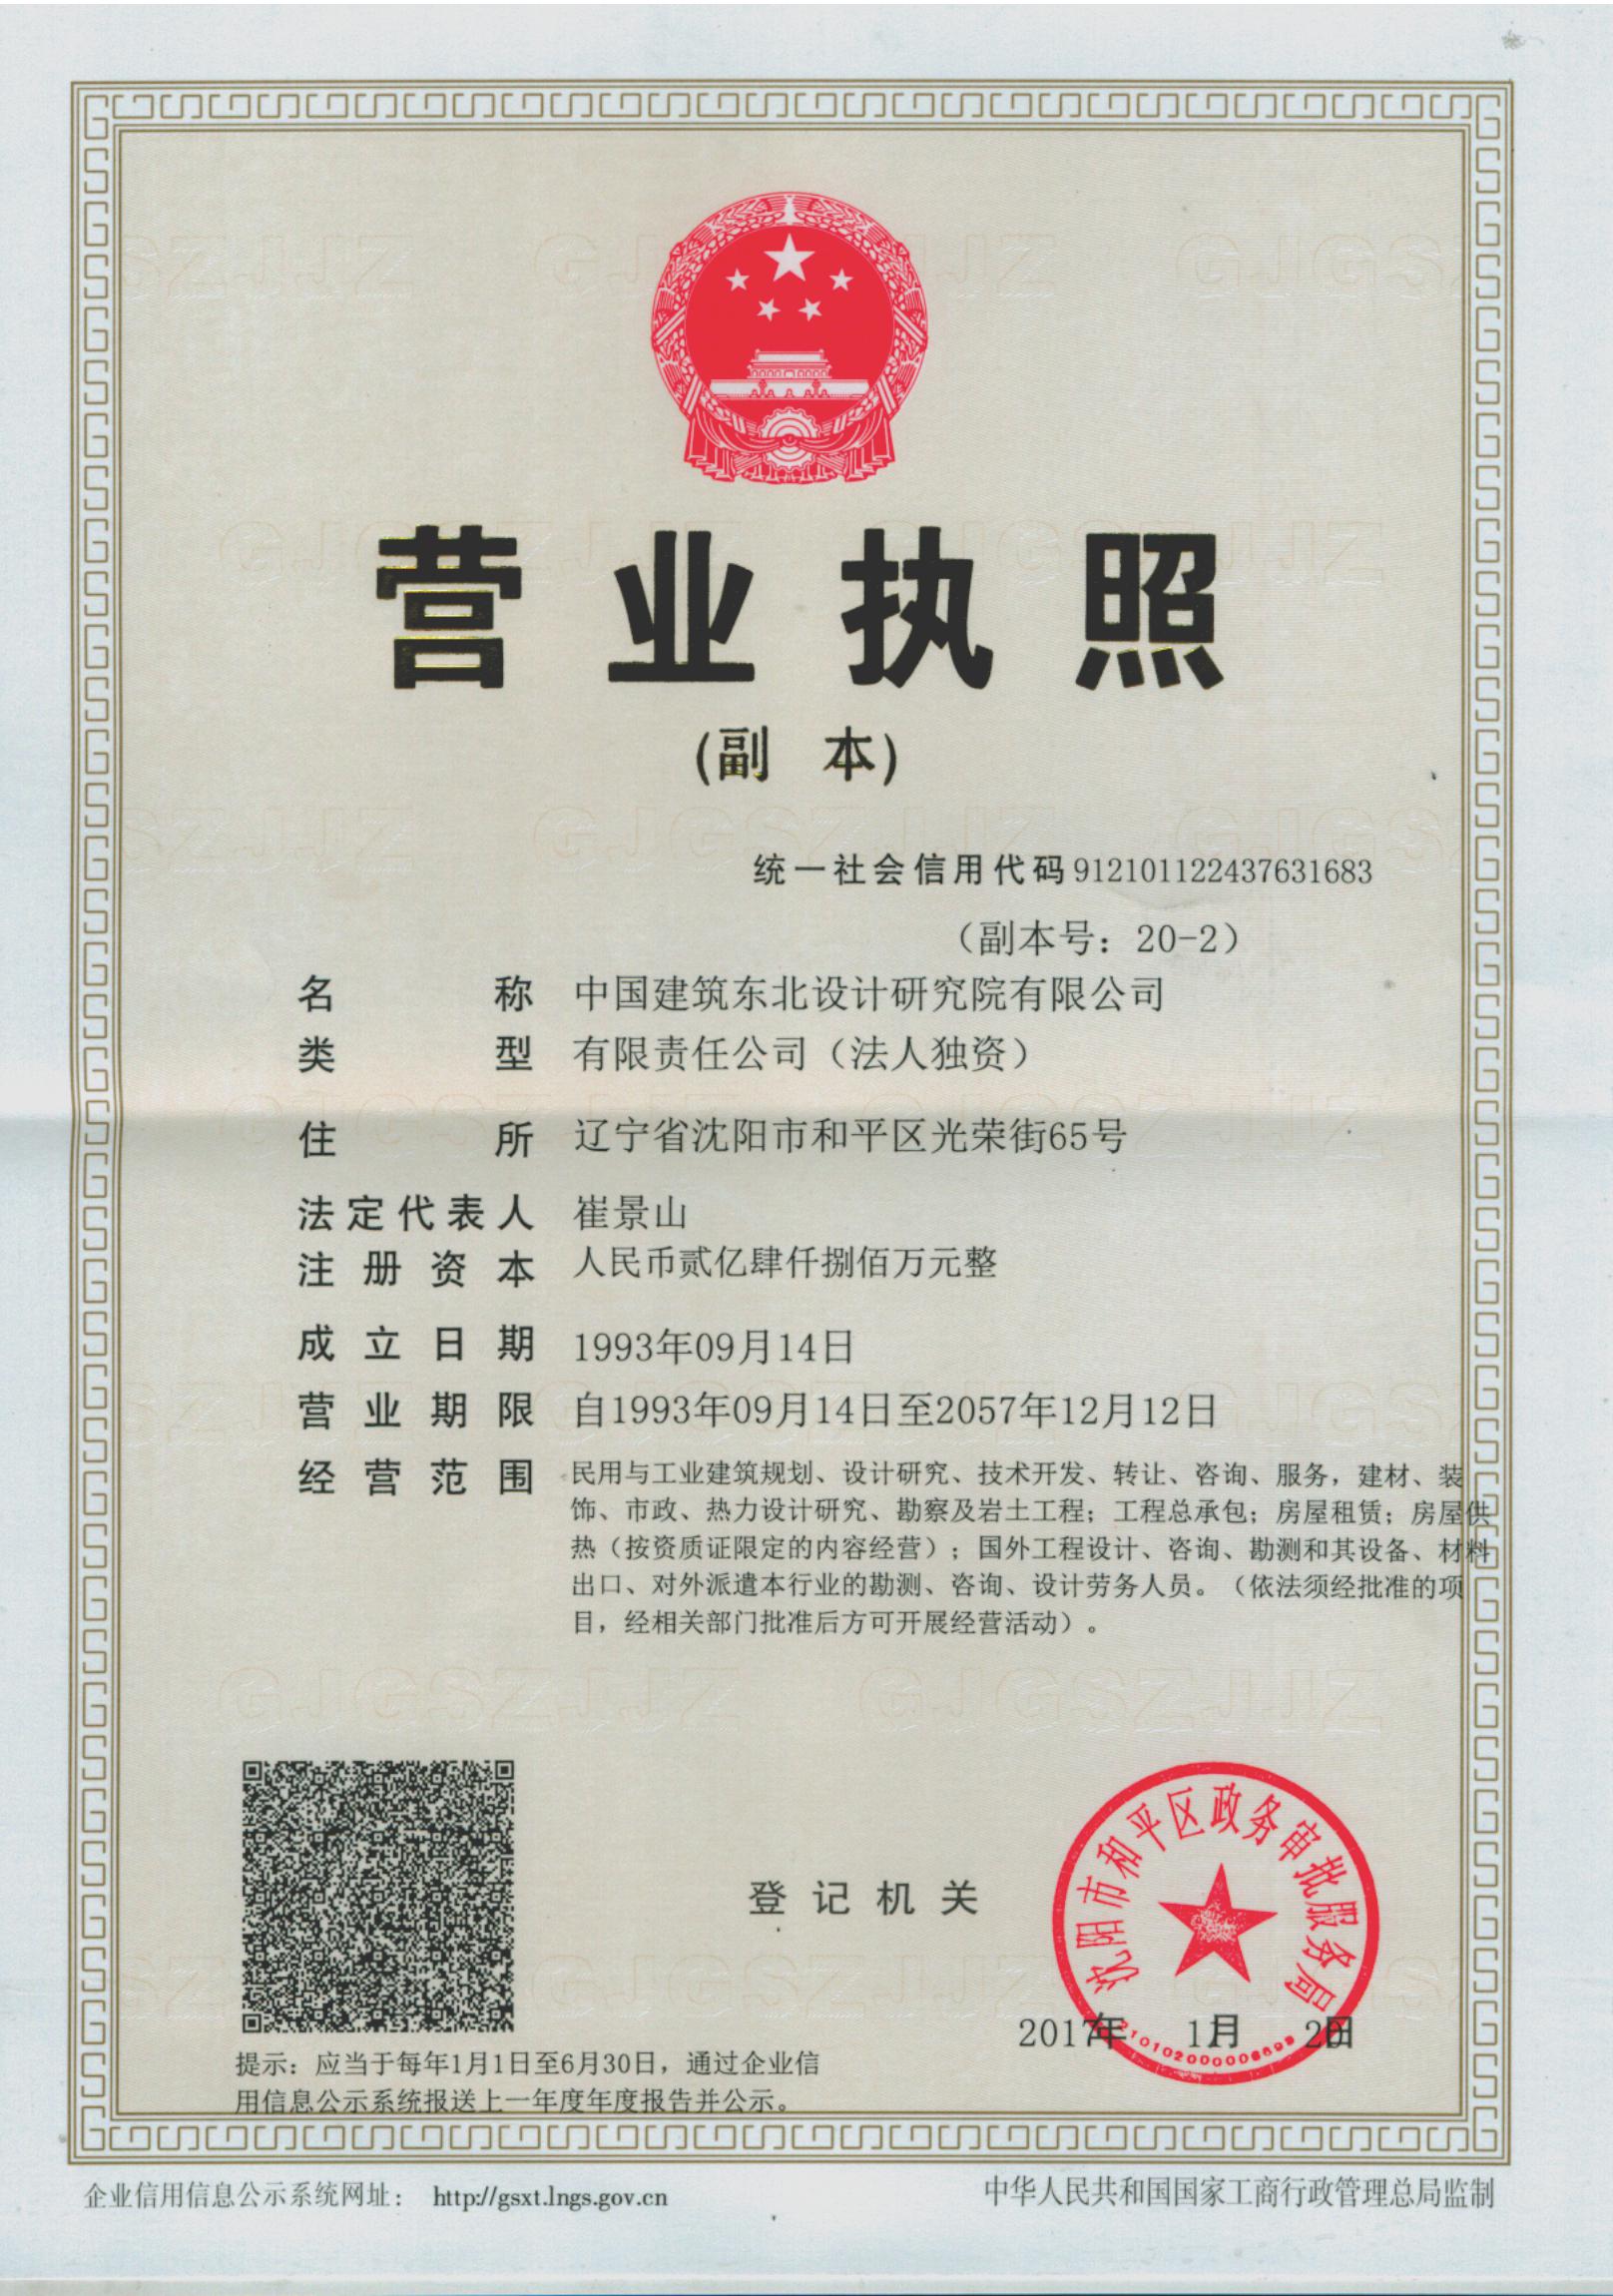 营业执照
(副 本)
统一社会信用代码912101122437631683
（副本号：20-2）
名 称 中国建筑东北设计研究院有限公司
类 型 有限责任公司（法人独资）
住 所 辽宁省沈阳市和平区光荣街65号
法定代表人 崔景山
注册资本 人民币贰亿肆仟捌佰万元整
成立日期 1993年09月14日
营业期限 自1993年09月14日至2057年12月12日
经营范围 民用与工业建筑规划、设计研究、技术开发、转让、咨询、服务，建材、装
饰、市政、热力设计研究、勘察及岩土工程；工程总承包；房屋租赁；房屋供
热（按资质证限定的内容经营）；国外工程设计、咨询、勘测和其设备、材料
出口、对外派遣本行业的勘测、咨询、设计劳务人员。（依法须经批准的项
目，经相关部门批准后方可开展经营活动）。
登记机关
沈阳市和平区政务审批服务局
2017年 11月 20日
提示：应当于每年1月1日至6月30日，通过企业信
用信息公示系统报送上一年度年度报告并公示。
企业信用信息公示系统网址： http://gsxt.lngs.gov.cn
中华人民共和国国家工商行政管理总局监制